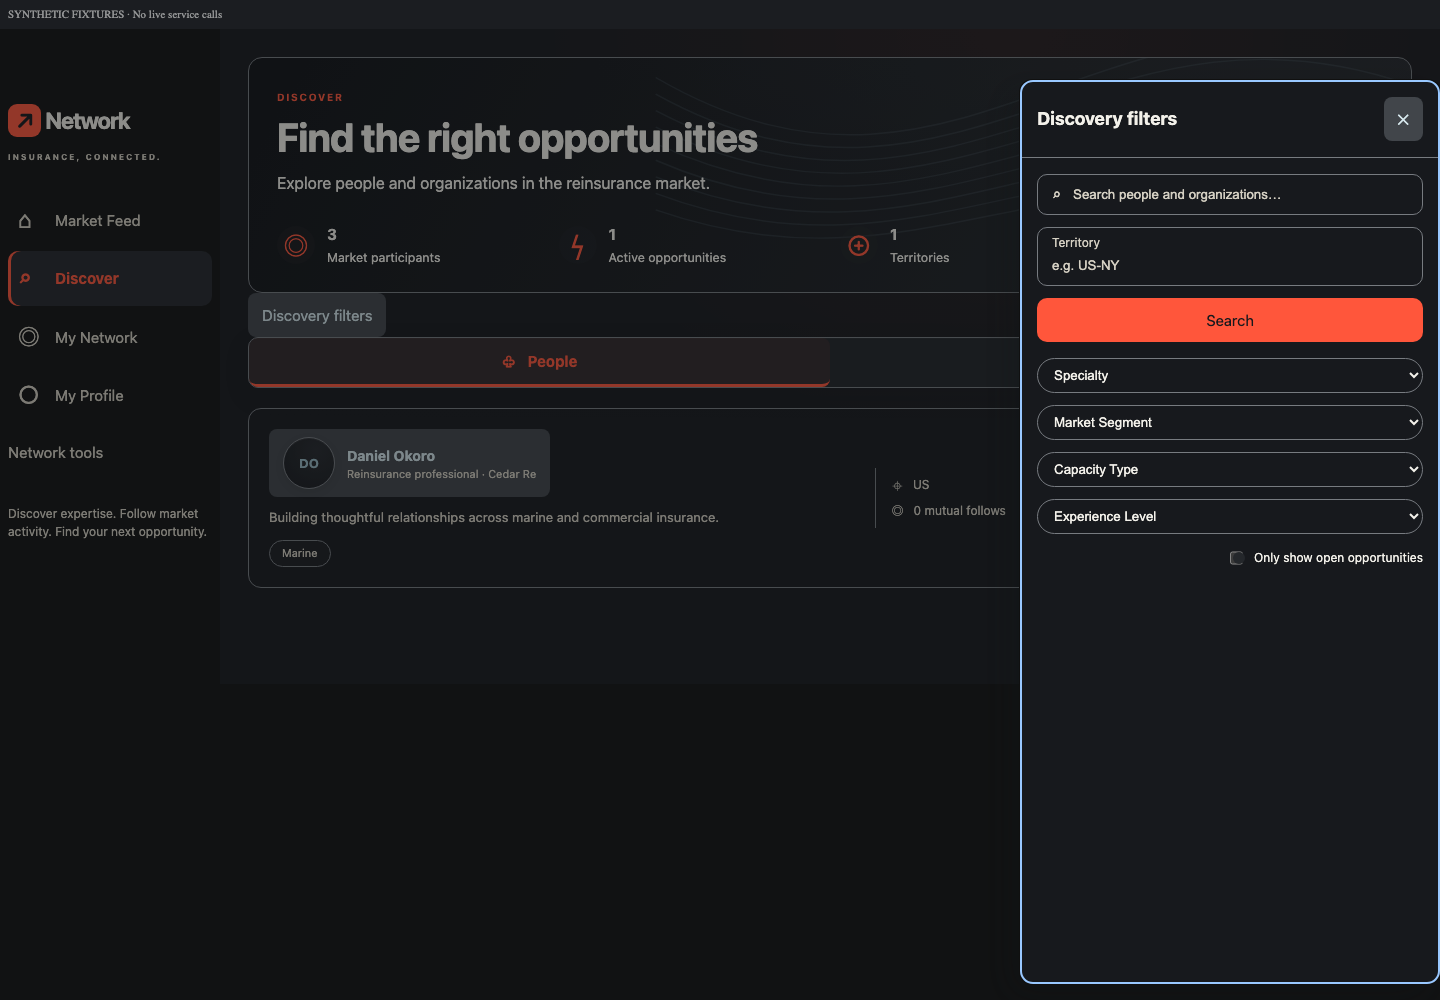 SYNTHETIC FIXTURES · No live service calls
Network
INSURANCE, CONNECTED.
Market Feed
Discover
My Network
My Profile
Network tools
Discover expertise. Follow market
activity. Find your next opportunity.
DISCOVER
Find the right opportunities
Explore people and organizations in the reinsurance market.
3
Market participants
1
Active opportunities
1
Territories
Discovery filters
People
DO
Daniel Okoro
Reinsurance professional · Cedar Re
Building thoughtful relationships across marine and commercial insurance.
Marine
US
0 mutual follows
Discovery filters
Search people and organizations...
Territory
e.g. US-NY
Search
Specialty
Market Segment
Capacity Type
Experience Level
Only show open opportunities